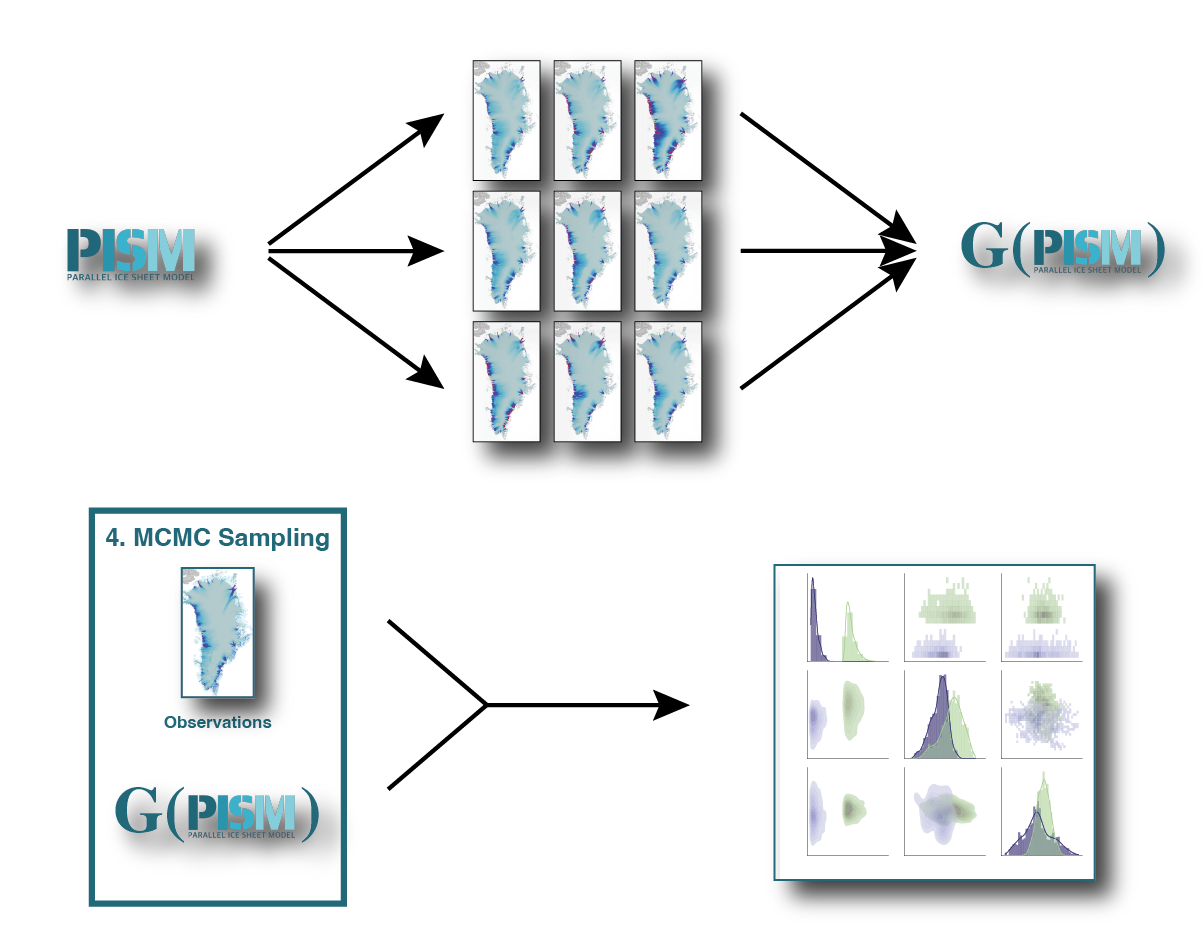 PISM
PARALLEL ICE SHEET MODEL
G(PISM)
PARALLEL ICE SHEET MODEL
4. MCMC Sampling
Observations
G(PISM)
PARALLEL ICE SHEET MODEL